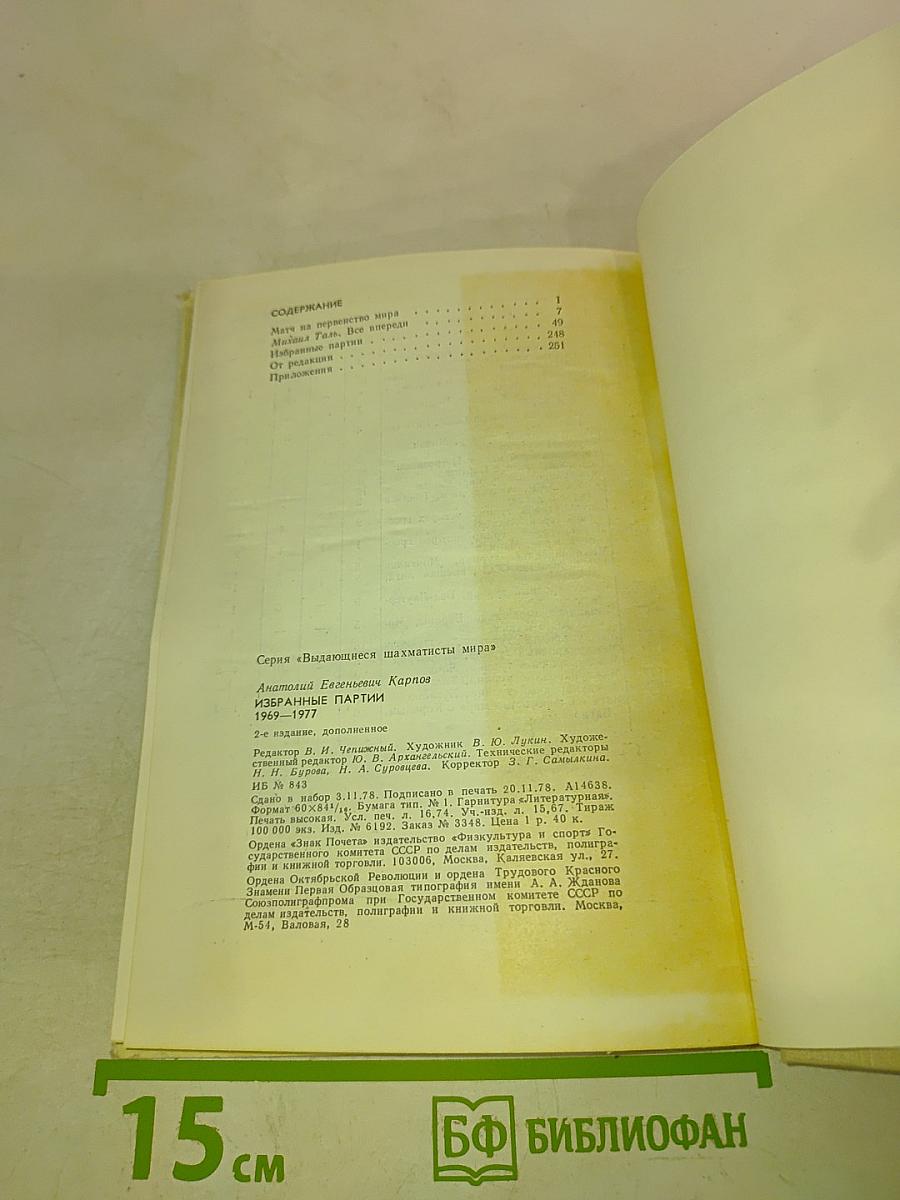 СОДЕРЖАНИЕ
Матч на первенство мира . . . . . . . . . . . 1
Михаил Таль. Все впереди . . . . . . . . . . 7
Избранные партии . . . . . . . . . . . . . . 49
От редакции . . . . . . . . . . . . . . . . 248
Приложения . . . . . . . . . . . . . . . . . 251
Серия «Выдающиеся шахматисты мира»
Анатолий Евгеньевич Карпов
ИЗБРАННЫЕ ПАРТИИ
1969—1977
2-е издание, дополненное
Редактор В. И. Чепижный. Художник В. Ю. Лукин. Художе-
ственный редактор Ю. В. Архангельский. Технические редакторы
Н. Н. Бурова, Н. А. Суровцева. Корректор З. Г. Самылкина.
ИБ № 843
Сдано в набор 3.11.78. Подписано в печать 20.11.78. А14638.
Формат 60×84 1/16. Бумага тип. № 1. Гарнитура «Литературная».
Печать высокая. Усл. печ. л. 16,74. Уч.-изд. л. 15,67. Тираж
100 000 экз. Изд. № 6192. Заказ № 3348. Цена 1 р. 40 к.
Ордена «Знак Почета» издательство «Физкультура и спорт» Го-
сударственного комитета СССР по делам издательств, полигра-
фии и книжной торговли. 103006, Москва, Каляевская ул., 27.
Ордена Октябрьской Революции и ордена Трудового Красного
Знамени Первая Образцовая типография имени А. А. Жданова
Союзполиграфпрома при Государственном комитете СССР по
делам издательств, полиграфии и книжной торговли. Москва,
М-54, Валовая, 28
15 см
БФ БИБЛИОФАН